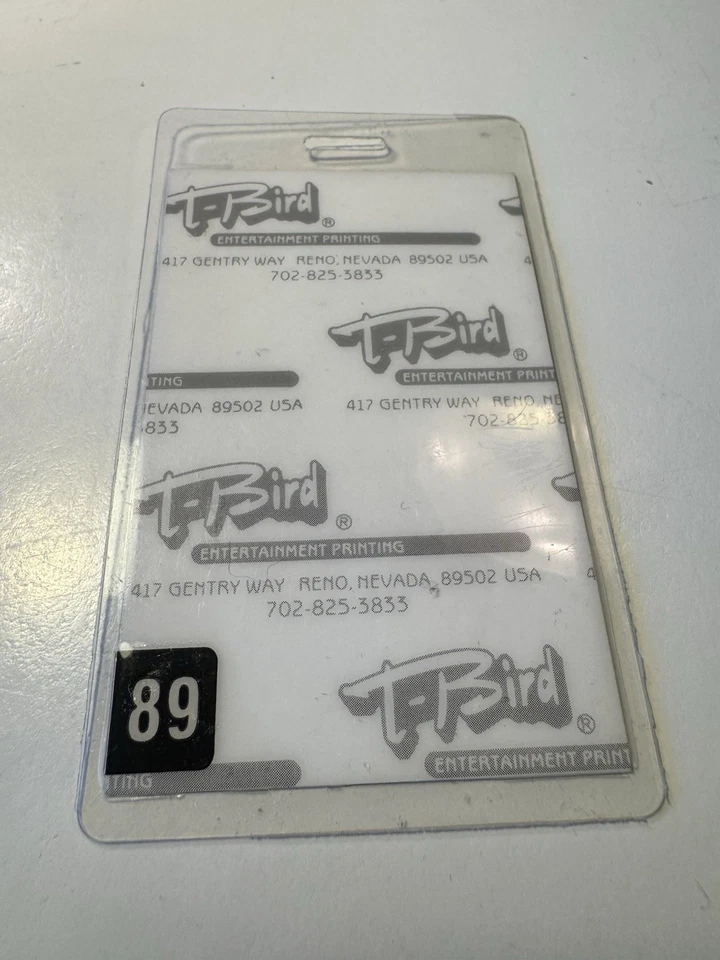 t-Bird®
ENTERTAINMENT PRINTING
417 GENTRY WAY RENO, NEVADA 89502 USA 4
702-825-3833
t-Bird®
TING ENTERTAINMENT PRINT
EVADA 89502 USA 417 GENTRY WAY RENO, NE
833 702-825-38
t-Bird®
ENTERTAINMENT PRINTING
417 GENTRY WAY RENO, NEVADA 89502 USA 4
702-825-3833
t-Bird®
89
TING ENTERTAINMENT PRINT